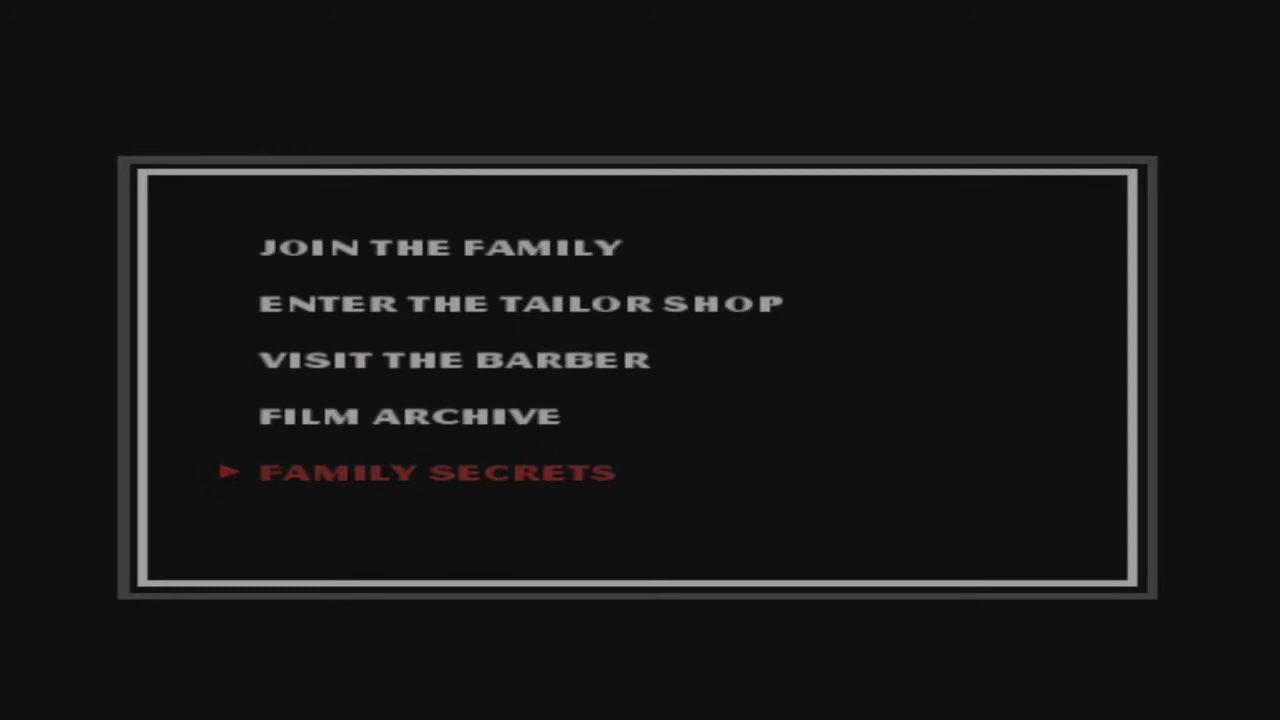 JOIN THE FAMILY
ENTER THE TAILOR SHOP
VISIT THE BARBER
FILM ARCHIVE
FAMILY SECRETS